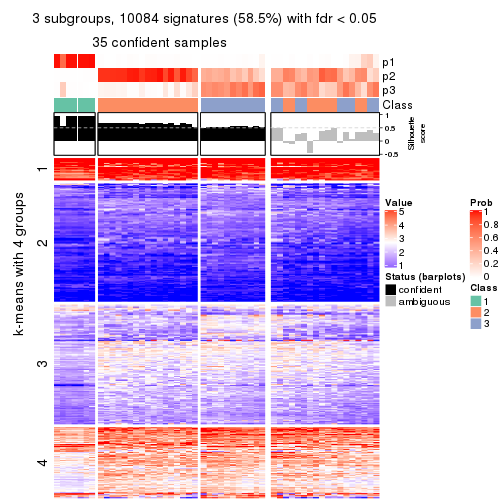 3 subgroups, 10084 signatures (58.5%) with fdr < 0.05
35 confident samples
p1
p2
p3
Class
1
0.5
0
-0.5
Silhouette
score
k-means with 4 groups
1
2
3
4
Value
5
4
3
2
1
Status (barplots)
confident
ambiguous
Prob
1
0.8
0.6
0.4
0.2
0
Class
1
2
3